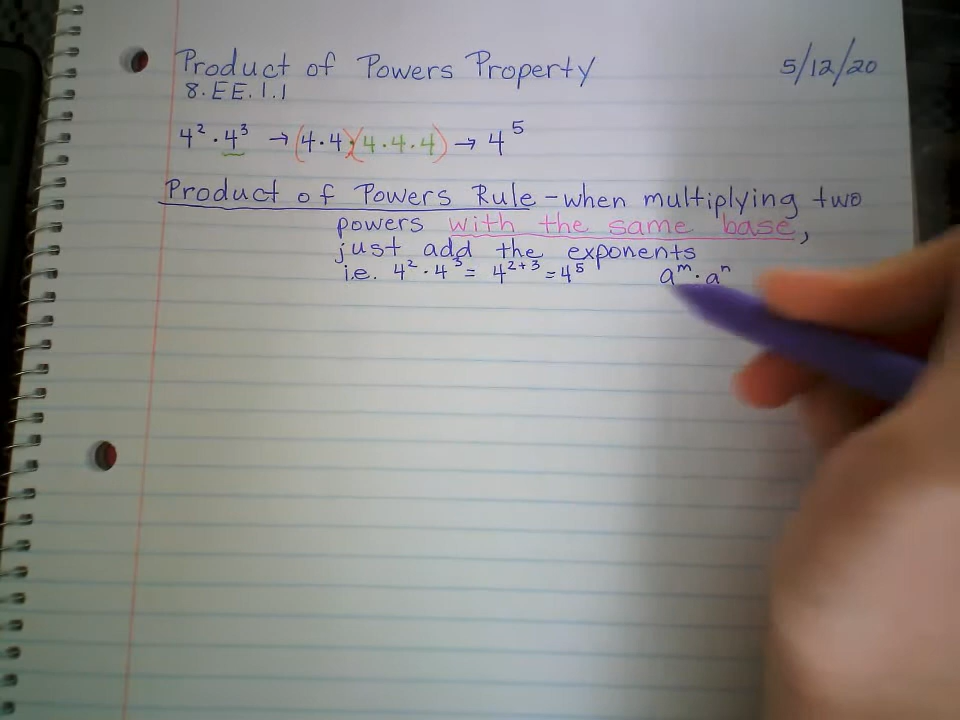 Product of Powers Property 5/12/20
8.EE.1.1
4² · 4³ → (4·4)·(4·4·4) → 4⁵
Product of Powers Rule - when multiplying two
powers with the same base,
just add the exponents
i.e. 4² · 4³ = 4²⁺³ = 4⁵ aᵐ · aⁿ